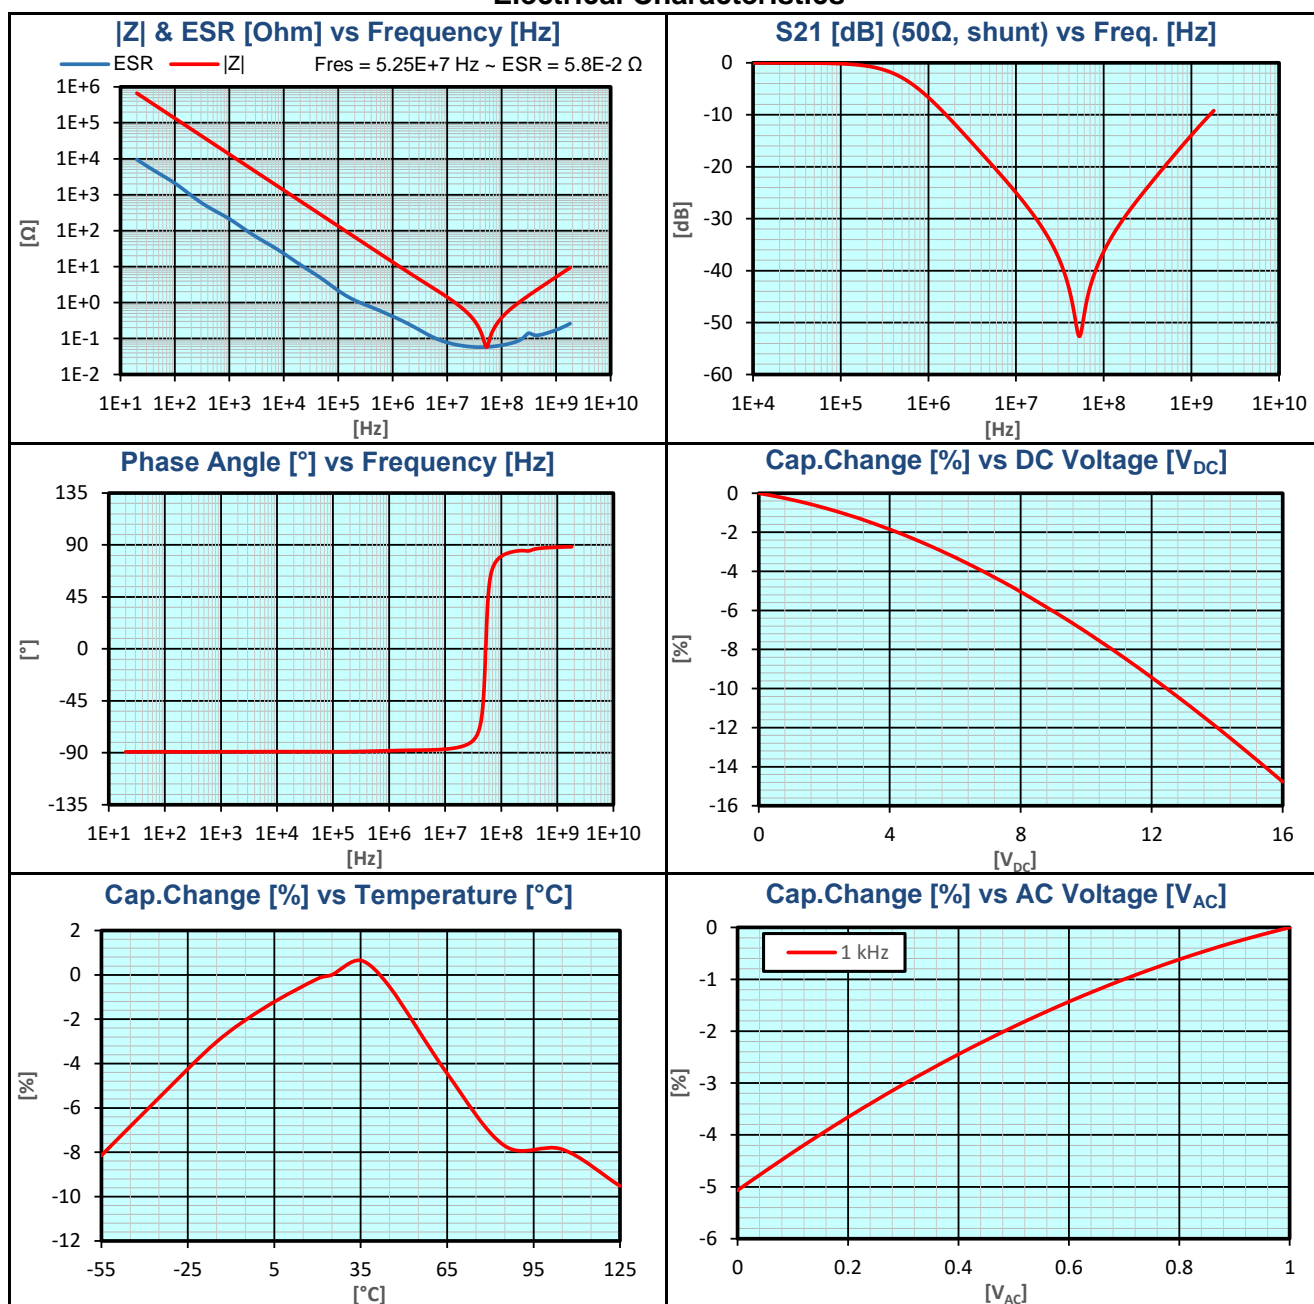 Electrical Characteristics
|Z| & ESR [Ohm] vs Frequency [Hz]
ESR |Z| Fres = 5.25E+7 Hz ~ ESR = 5.8E-2 Ω
1E+6
1E+5
1E+4
1E+3
1E+2
1E+1
1E+0
1E-1
1E-2
[Ω]
1E+1 1E+2 1E+3 1E+4 1E+5 1E+6 1E+7 1E+8 1E+9 1E+10
[Hz]
S21 [dB] (50Ω, shunt) vs Freq. [Hz]
0
-10
-20
-30
-40
-50
-60
[dB]
1E+4 1E+5 1E+6 1E+7 1E+8 1E+9 1E+10
[Hz]
Phase Angle [°] vs Frequency [Hz]
135
90
45
0
-45
-90
-135
[°]
1E+1 1E+2 1E+3 1E+4 1E+5 1E+6 1E+7 1E+8 1E+9 1E+10
[Hz]
Cap.Change [%] vs DC Voltage [VDC]
0
-2
-4
-6
-8
-10
-12
-14
-16
[%]
0 4 8 12 16
[VDC]
Cap.Change [%] vs Temperature [°C]
2
0
-2
-4
-6
-8
-10
-12
[%]
-55 -25 5 35 65 95 125
[°C]
Cap.Change [%] vs AC Voltage [VAC]
1 kHz
0
-1
-2
-3
-4
-5
-6
[%]
0 0.2 0.4 0.6 0.8 1
[VAC]